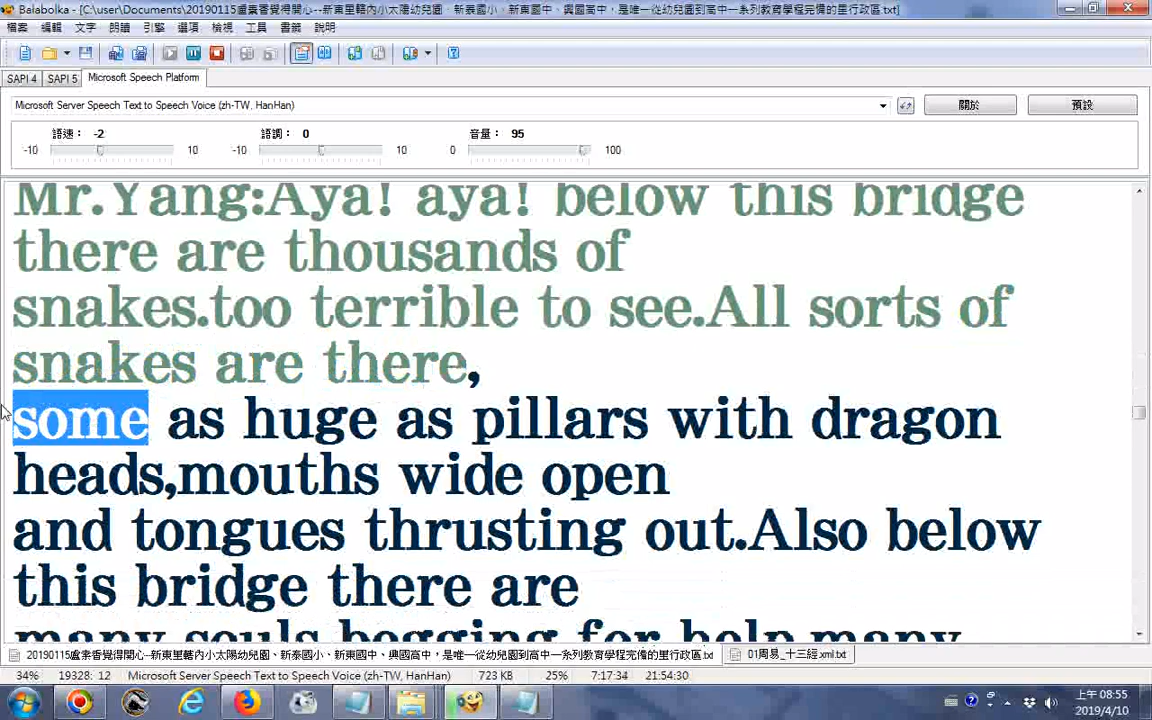 Balabolka - [C:\user\Documents\20190115盧素香覺得開心--新東里轄內小太陽幼兒園、新泰國小、新東國中、興國高中，是唯一從幼兒園到高中一系列教育學程完備的里行政區.txt]
檔案 編輯 文字 朗讀 引擎 選項 檢視 工具 書籤 說明
SAPI 4 SAPI 5 Microsoft Speech Platform
Microsoft Server Speech Text to Speech Voice (zh-TW, HanHan) 關於 預設
語速： -2 語調： 0 音量： 95
-10 10 -10 10 0 100
Mr.Yang:Aya! aya! below this bridge
there are thousands of
snakes.too terrible to see.All sorts of
snakes are there,
some as huge as pillars with dragon
heads,mouths wide open
and tongues thrusting out.Also below
this bridge there are
many souls begging for help,many
20190115盧素香覺得開心--新東里轄內小太陽幼兒園、新泰國小、新東國中、興國高中，是唯一從幼兒園到高中一系列教育學程完備的里行政區.txt 01周易_十三經.xml.txt
34% 19328: 12 Microsoft Server Speech Text to Speech Voice (zh-TW, HanHan) 723 KB 25% 7:17:34 21:54:30
上午 08:55
2019/4/10